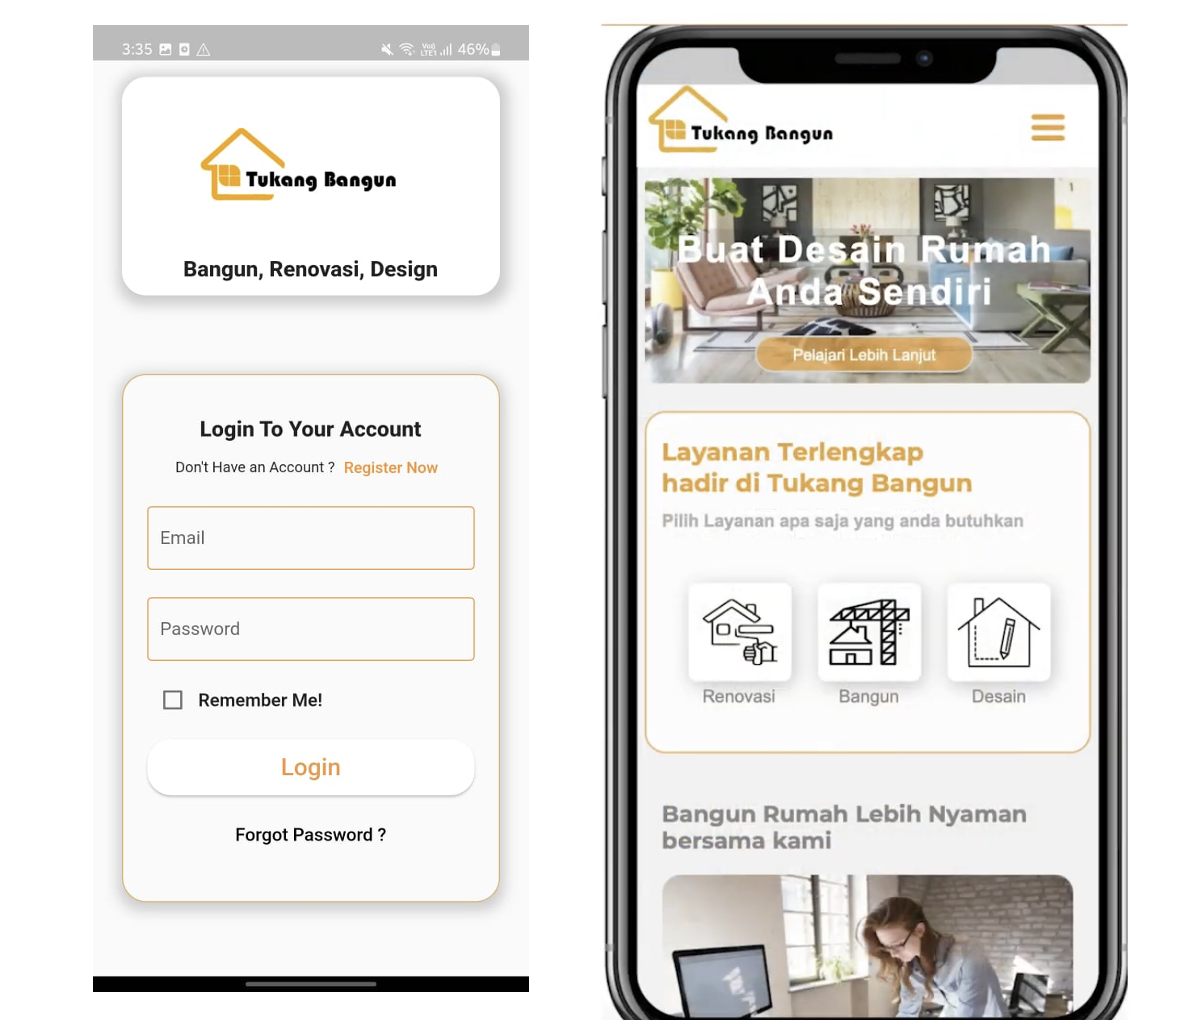 3:35
Vo)) LTE1 46%
Tukang Bangun
Bangun, Renovasi, Design
Login To Your Account
Don't Have an Account ? Register Now
Email
Password
Remember Me!
Login
Forgot Password ?
Tukang Bangun
Buat Desain Rumah
Anda Sendiri
Pelajari Lebih Lanjut
Layanan Terlengkap
hadir di Tukang Bangun
Pilih Layanan apa saja yang anda butuhkan
Renovasi Bangun Desain
Bangun Rumah Lebih Nyaman
bersama kami